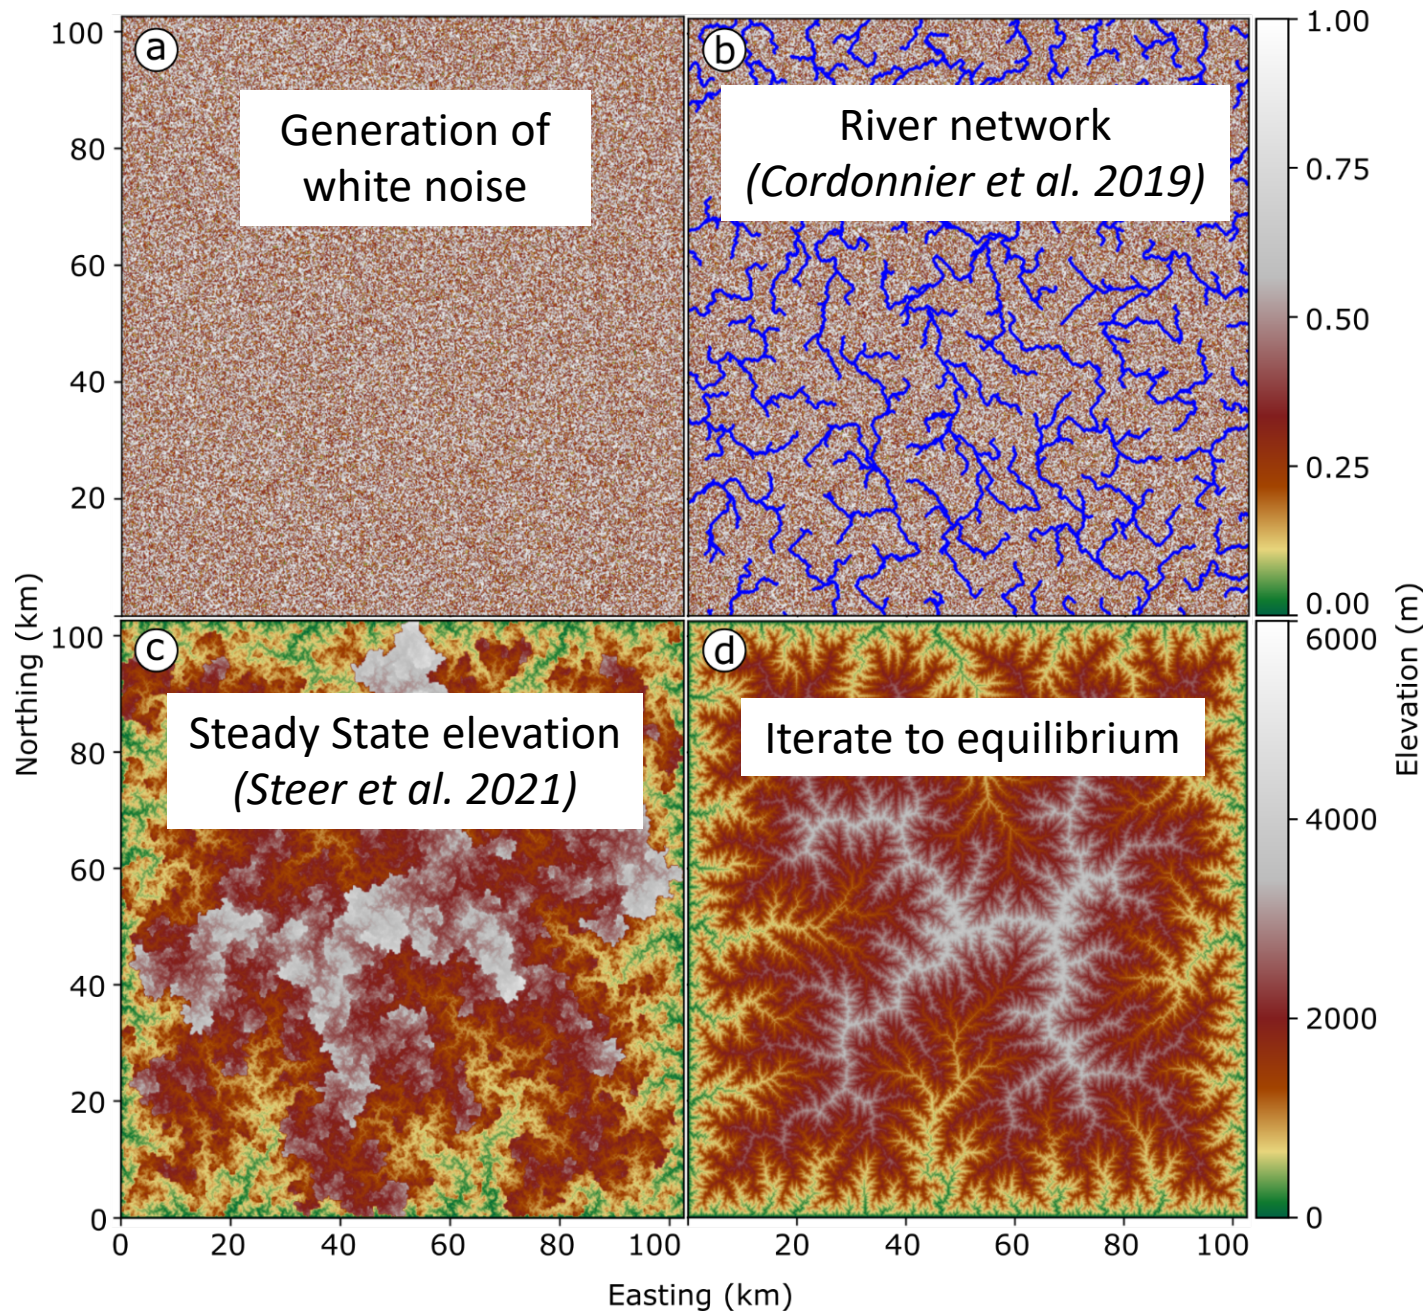 a
Generation of
white noise
b
River network
(Cordonnier et al. 2019)
c
Steady State elevation
(Steer et al. 2021)
d
Iterate to equilibrium
100
80
60
40
20
100
80
60
40
20
0
Northing (km)
0
20
40
60
80
100
20
40
60
80
100
Easting (km)
1.00
0.75
0.50
0.25
0.00
6000
4000
2000
0
Elevation (m)